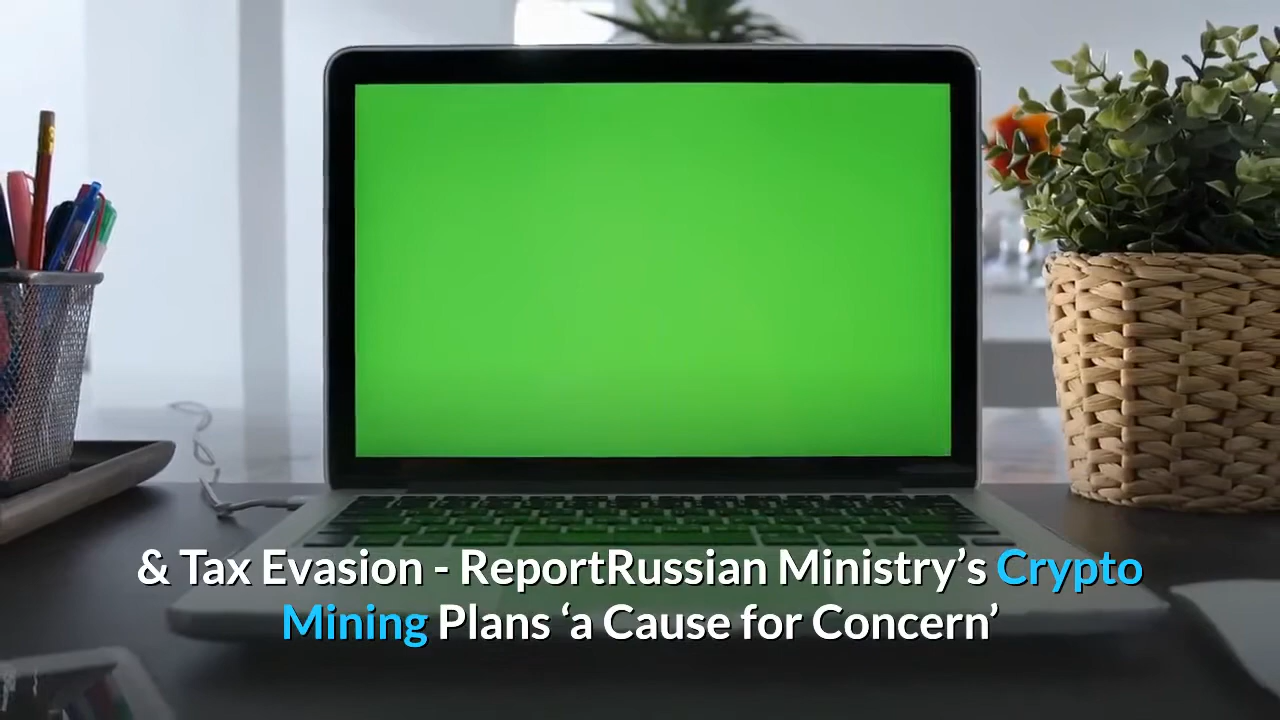 & Tax Evasion - ReportRussian Ministry’s Crypto
Mining Plans ‘a Cause for Concern’